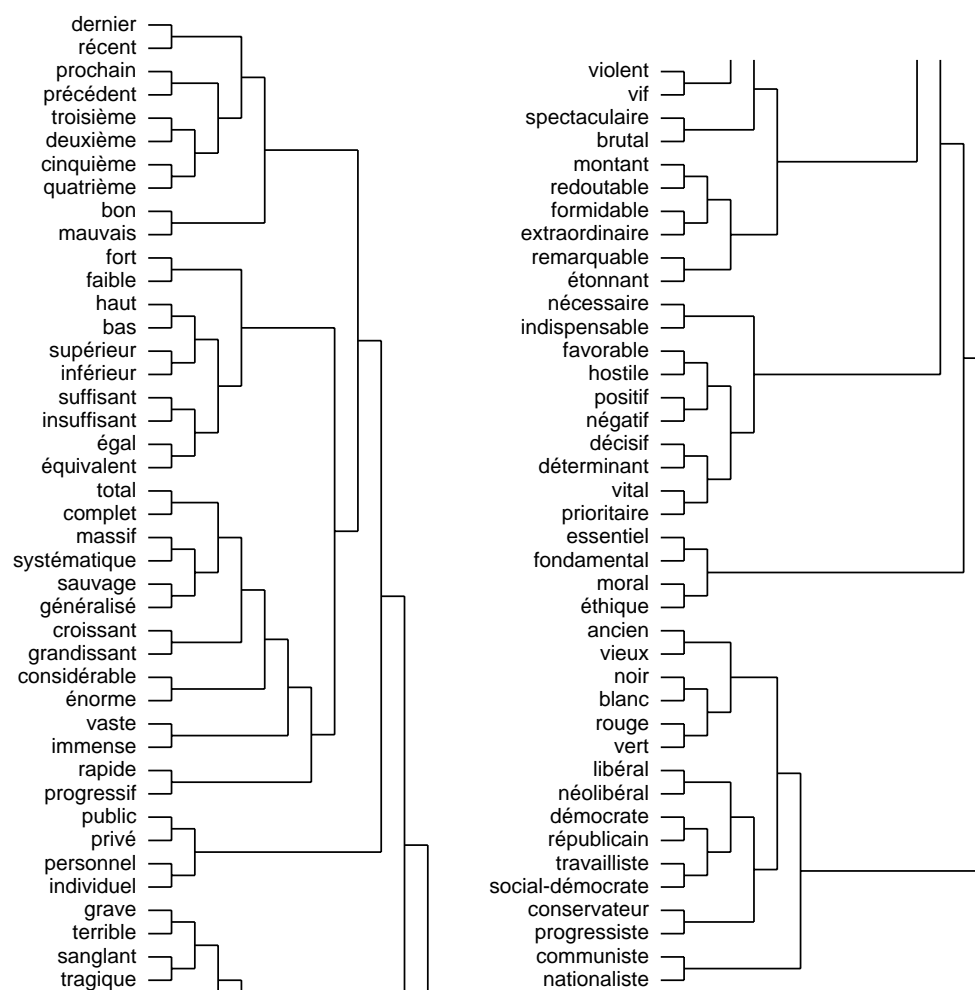 dernier
récent
prochain
précédent
troisième
deuxième
cinquième
quatrième
bon
mauvais
fort
faible
haut
bas
supérieur
inférieur
suffisant
insuffisant
égal
équivalent
total
complet
massif
systématique
sauvage
généralisé
croissant
grandissant
considérable
énorme
vaste
immense
rapide
progressif
public
privé
personnel
individuel
grave
terrible
sanglant
tragique
violent
vif
spectaculaire
brutal
montant
redoutable
formidable
extraordinaire
remarquable
étonnant
nécessaire
indispensable
favorable
hostile
positif
négatif
décisif
déterminant
vital
prioritaire
essentiel
fondamental
moral
éthique
ancien
vieux
noir
blanc
rouge
vert
libéral
néolibéral
démocrate
républicain
travailliste
social-démocrate
conservateur
progressiste
communiste
nationaliste